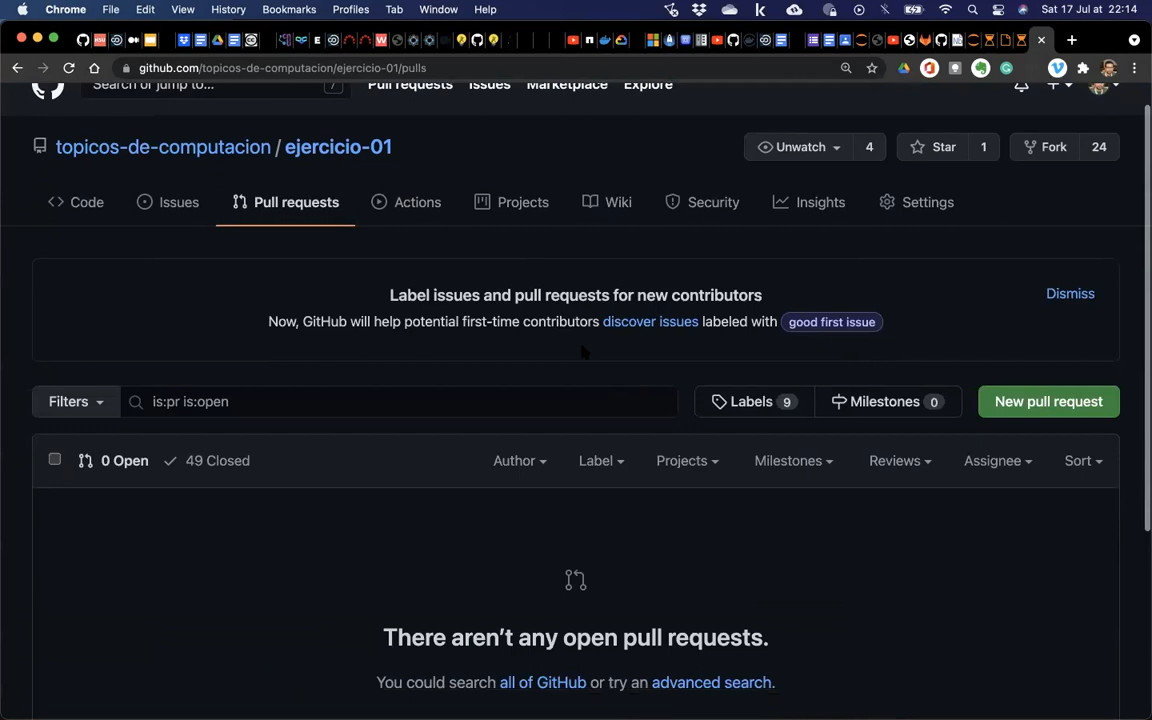 Chrome File Edit View History Bookmarks Profiles Tab Window Help Sat 17 Jul at 22:14
github.com/topicos-de-computacion/ejercicio-01/pulls
Search or jump to... / Pull requests Issues Marketplace Explore
topicos-de-computacion / ejercicio-01 Unwatch 4 Star 1 Fork 24
Code Issues Pull requests Actions Projects Wiki Security Insights Settings
Label issues and pull requests for new contributors Dismiss
Now, GitHub will help potential first-time contributors discover issues labeled with good first issue
Filters is:pr is:open Labels 9 Milestones 0 New pull request
0 Open 49 Closed Author Label Projects Milestones Reviews Assignee Sort
There aren't any open pull requests.
You could search all of GitHub or try an advanced search.